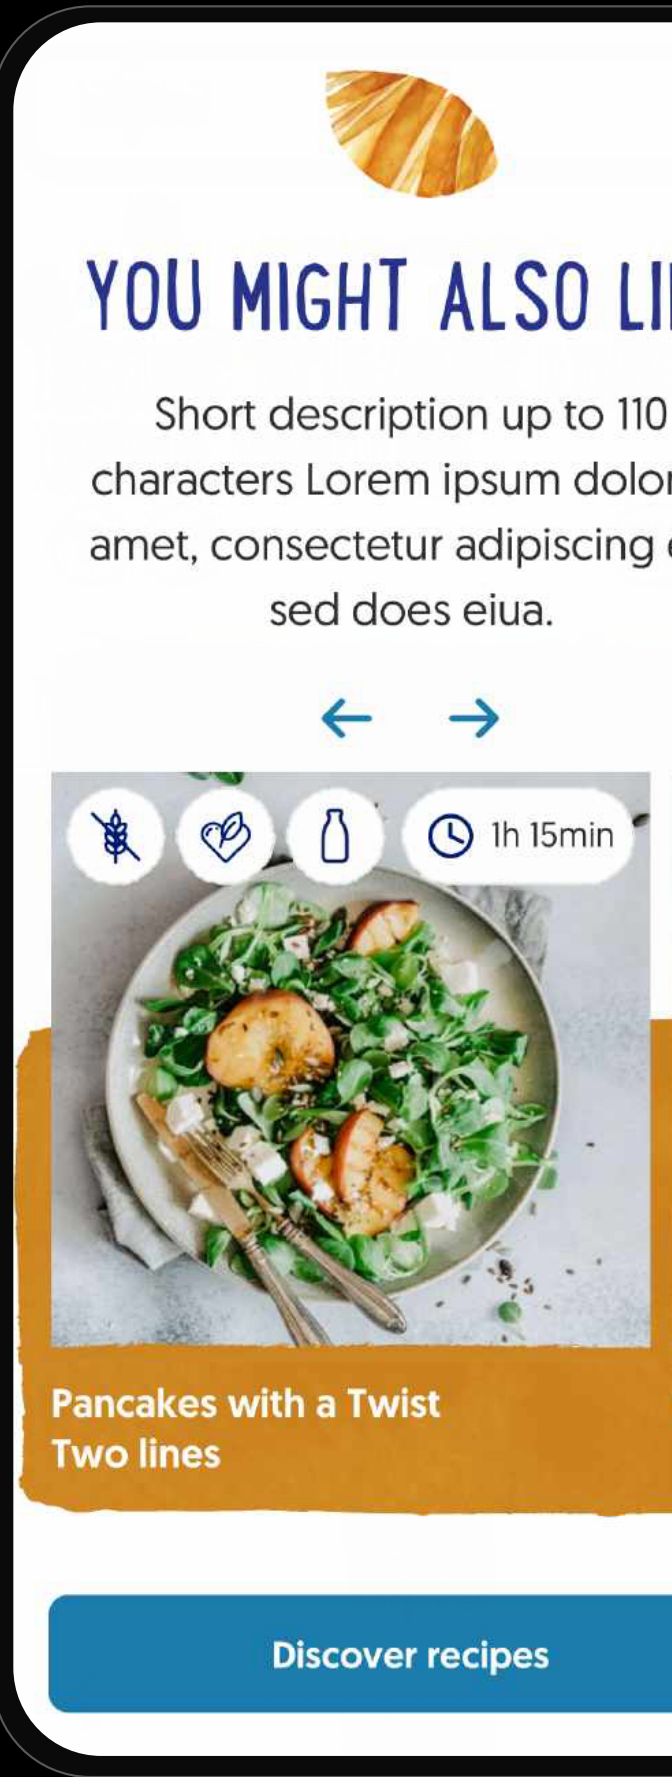 YOU MIGHT ALSO
Short description up to 110
characters Lorem ipsum dolor
amet, consectetur adipiscing
sed does eiua.
1h 15min
Pancakes with a Twist
Two lines
Discover recipes